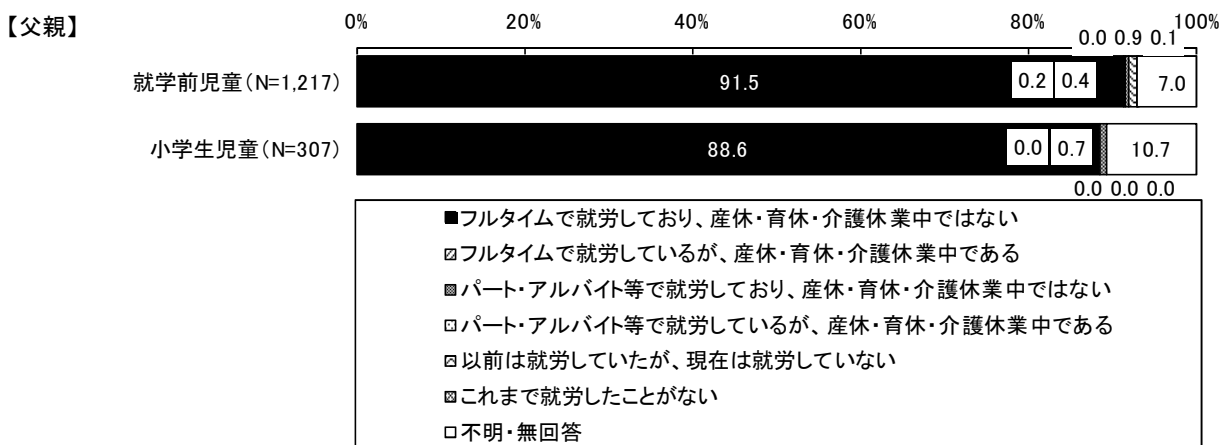 【父親】
0% 20% 40% 60% 80% 100%
0.0 0.9 0.1
就学前児童(N=1,217) 91.5 0.2 0.4 7.0
小学生児童(N=307) 88.6 0.0 0.7 10.7
0.0 0.0 0.0
■フルタイムで就労しており、産休・育休・介護休業中ではない
フルタイムで就労しているが、産休・育休・介護休業中である
パート・アルバイト等で就労しており、産休・育休・介護休業中ではない
パート・アルバイト等で就労しているが、産休・育休・介護休業中である
以前は就労していたが、現在は就労していない
これまで就労したことがない
□不明・無回答